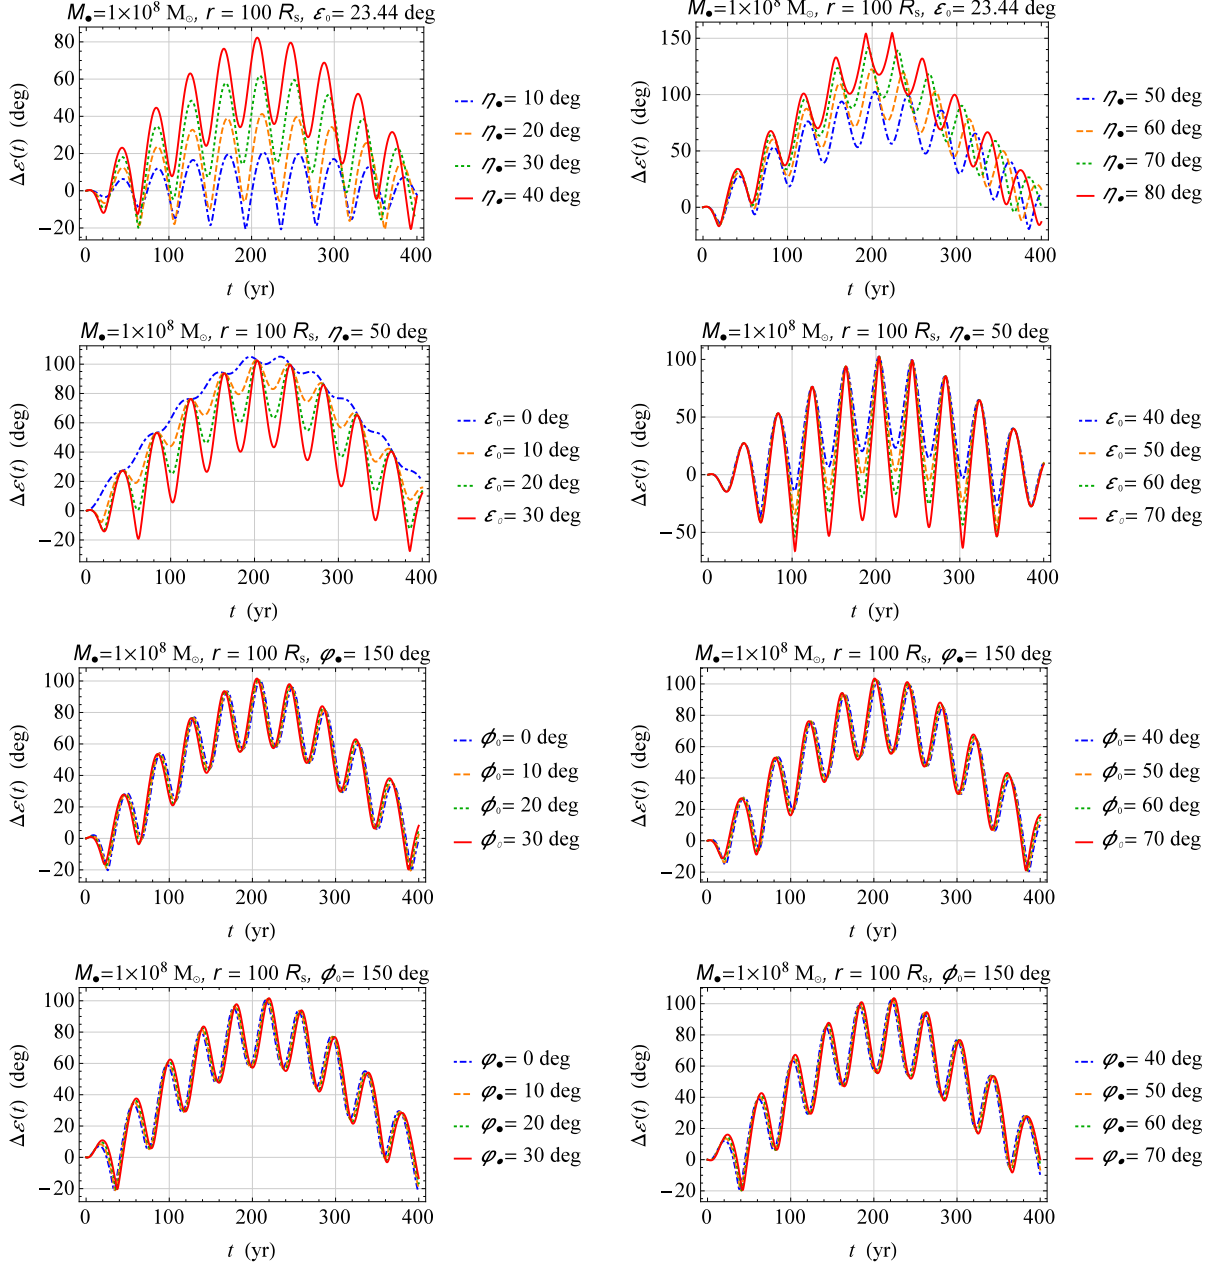 M●=1×10⁸ M⊙, r = 100 Rs, ε₀= 23.44 deg
Δε(t) (deg)
80
60
40
20
0
−20
0 100 200 300 400
t (yr)
η●= 10 deg
η●= 20 deg
η●= 30 deg
η●= 40 deg
M●=1×10⁸ M⊙, r = 100 Rs, ε₀= 23.44 deg
Δε(t) (deg)
150
100
50
0
0 100 200 300 400
t (yr)
η●= 50 deg
η●= 60 deg
η●= 70 deg
η●= 80 deg
M●=1×10⁸ M⊙, r = 100 Rs, η●= 50 deg
Δε(t) (deg)
100
80
60
40
20
0
−20
0 100 200 300 400
t (yr)
ε₀= 0 deg
ε₀= 10 deg
ε₀= 20 deg
ε₀= 30 deg
M●=1×10⁸ M⊙, r = 100 Rs, η●= 50 deg
Δε(t) (deg)
100
50
0
−50
0 100 200 300 400
t (yr)
ε₀= 40 deg
ε₀= 50 deg
ε₀= 60 deg
ε₀= 70 deg
M●=1×10⁸ M⊙, r = 100 Rs, φ●= 150 deg
Δε(t) (deg)
100
80
60
40
20
0
−20
0 100 200 300 400
t (yr)
ϕ₀= 0 deg
ϕ₀= 10 deg
ϕ₀= 20 deg
ϕ₀= 30 deg
M●=1×10⁸ M⊙, r = 100 Rs, φ●= 150 deg
Δε(t) (deg)
100
80
60
40
20
0
−20
0 100 200 300 400
t (yr)
ϕ₀= 40 deg
ϕ₀= 50 deg
ϕ₀= 60 deg
ϕ₀= 70 deg
M●=1×10⁸ M⊙, r = 100 Rs, ϕ₀= 150 deg
Δε(t) (deg)
100
80
60
40
20
0
−20
0 100 200 300 400
t (yr)
φ●= 0 deg
φ●= 10 deg
φ●= 20 deg
φ●= 30 deg
M●=1×10⁸ M⊙, r = 100 Rs, ϕ₀= 150 deg
Δε(t) (deg)
100
80
60
40
20
0
−20
0 100 200 300 400
t (yr)
φ●= 40 deg
φ●= 50 deg
φ●= 60 deg
φ●= 70 deg